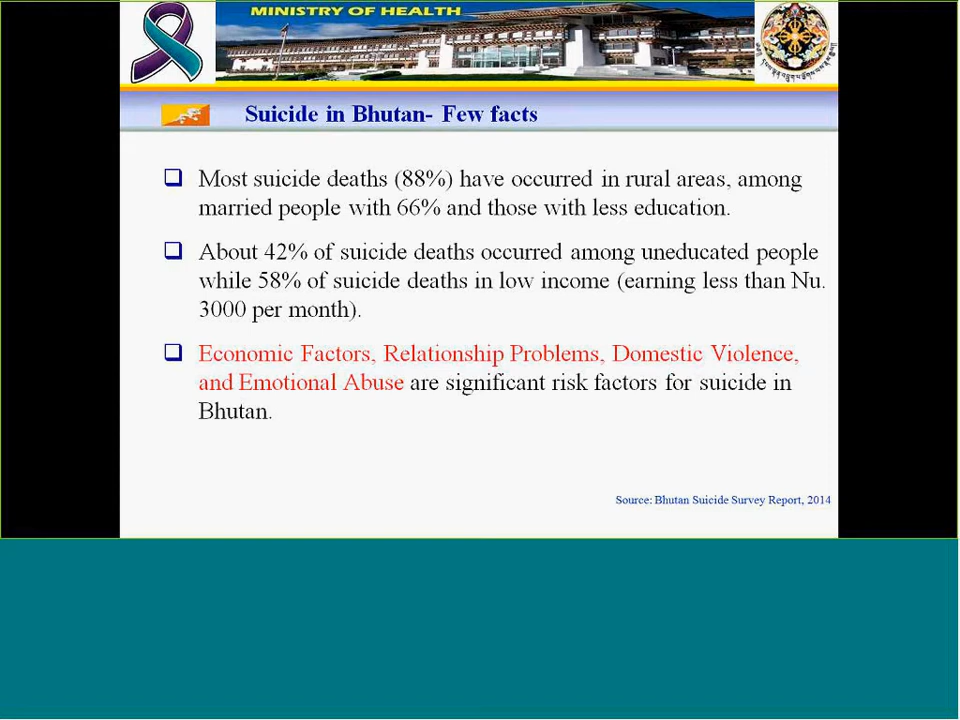 MINISTRY OF HEALTH
Suicide in Bhutan- Few facts
Most suicide deaths (88%) have occurred in rural areas, among
married people with 66% and those with less education.
About 42% of suicide deaths occurred among uneducated people
while 58% of suicide deaths in low income (earning less than Nu.
3000 per month).
Economic Factors, Relationship Problems, Domestic Violence,
and Emotional Abuse are significant risk factors for suicide in
Bhutan.
Source: Bhutan Suicide Survey Report, 2014